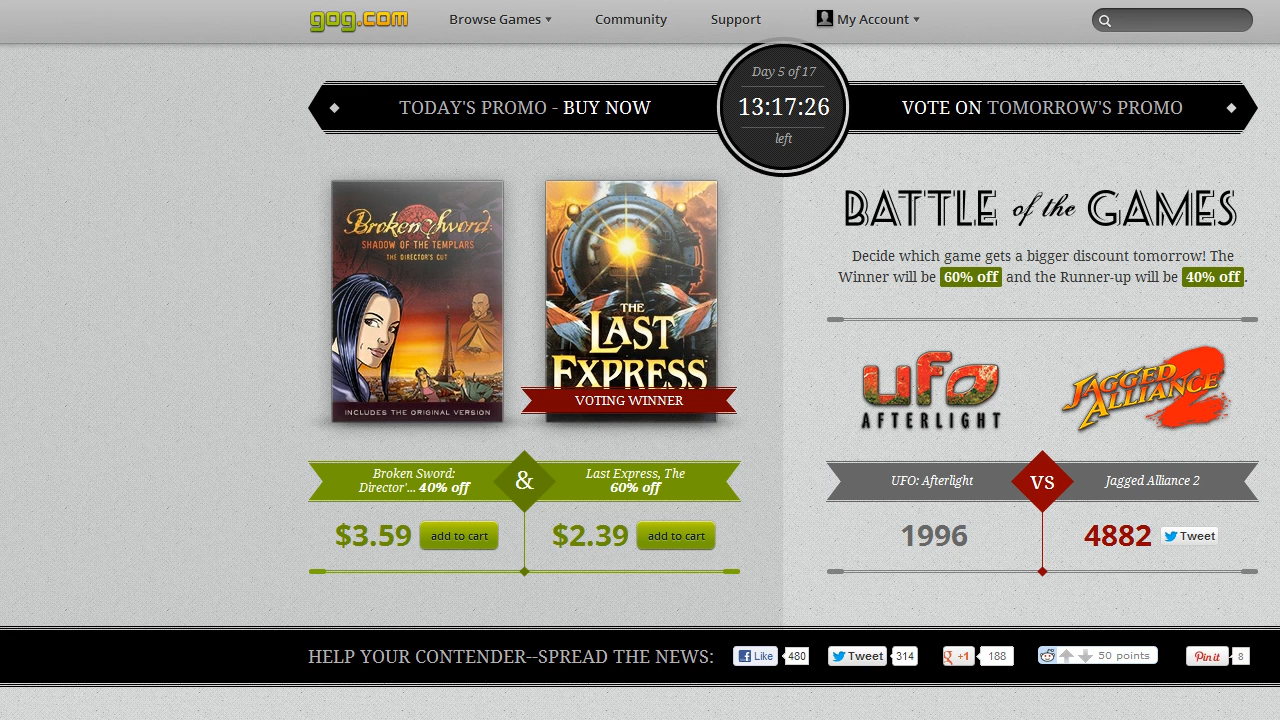 gog.com
Browse Games
Community
Support
My Account
Day 5 of 17
13:17:26
left
TODAY'S PROMO - BUY NOW
VOTE ON TOMORROW'S PROMO
Broken Sword:
SHADOW OF THE TEMPLARS
THE DIRECTOR'S CUT
INCLUDES THE ORIGINAL VERSION
THE
LAST
EXPRESS
VOTING WINNER
BATTLE of the GAMES
Decide which game gets a bigger discount tomorrow! The
Winner will be 60% off and the Runner-up will be 40% off.
ufo
AFTERLIGHT
JAGGED
ALLIANCE 2
Broken Sword:
Director'... 40% off
&
Last Express, The
60% off
UFO: Afterlight
VS
Jagged Alliance 2
$3.59
add to cart
$2.39
add to cart
1996
4882
Tweet
HELP YOUR CONTENDER--SPREAD THE NEWS:
Like
480
Tweet
314
g +1
188
50 points
Pin it
8